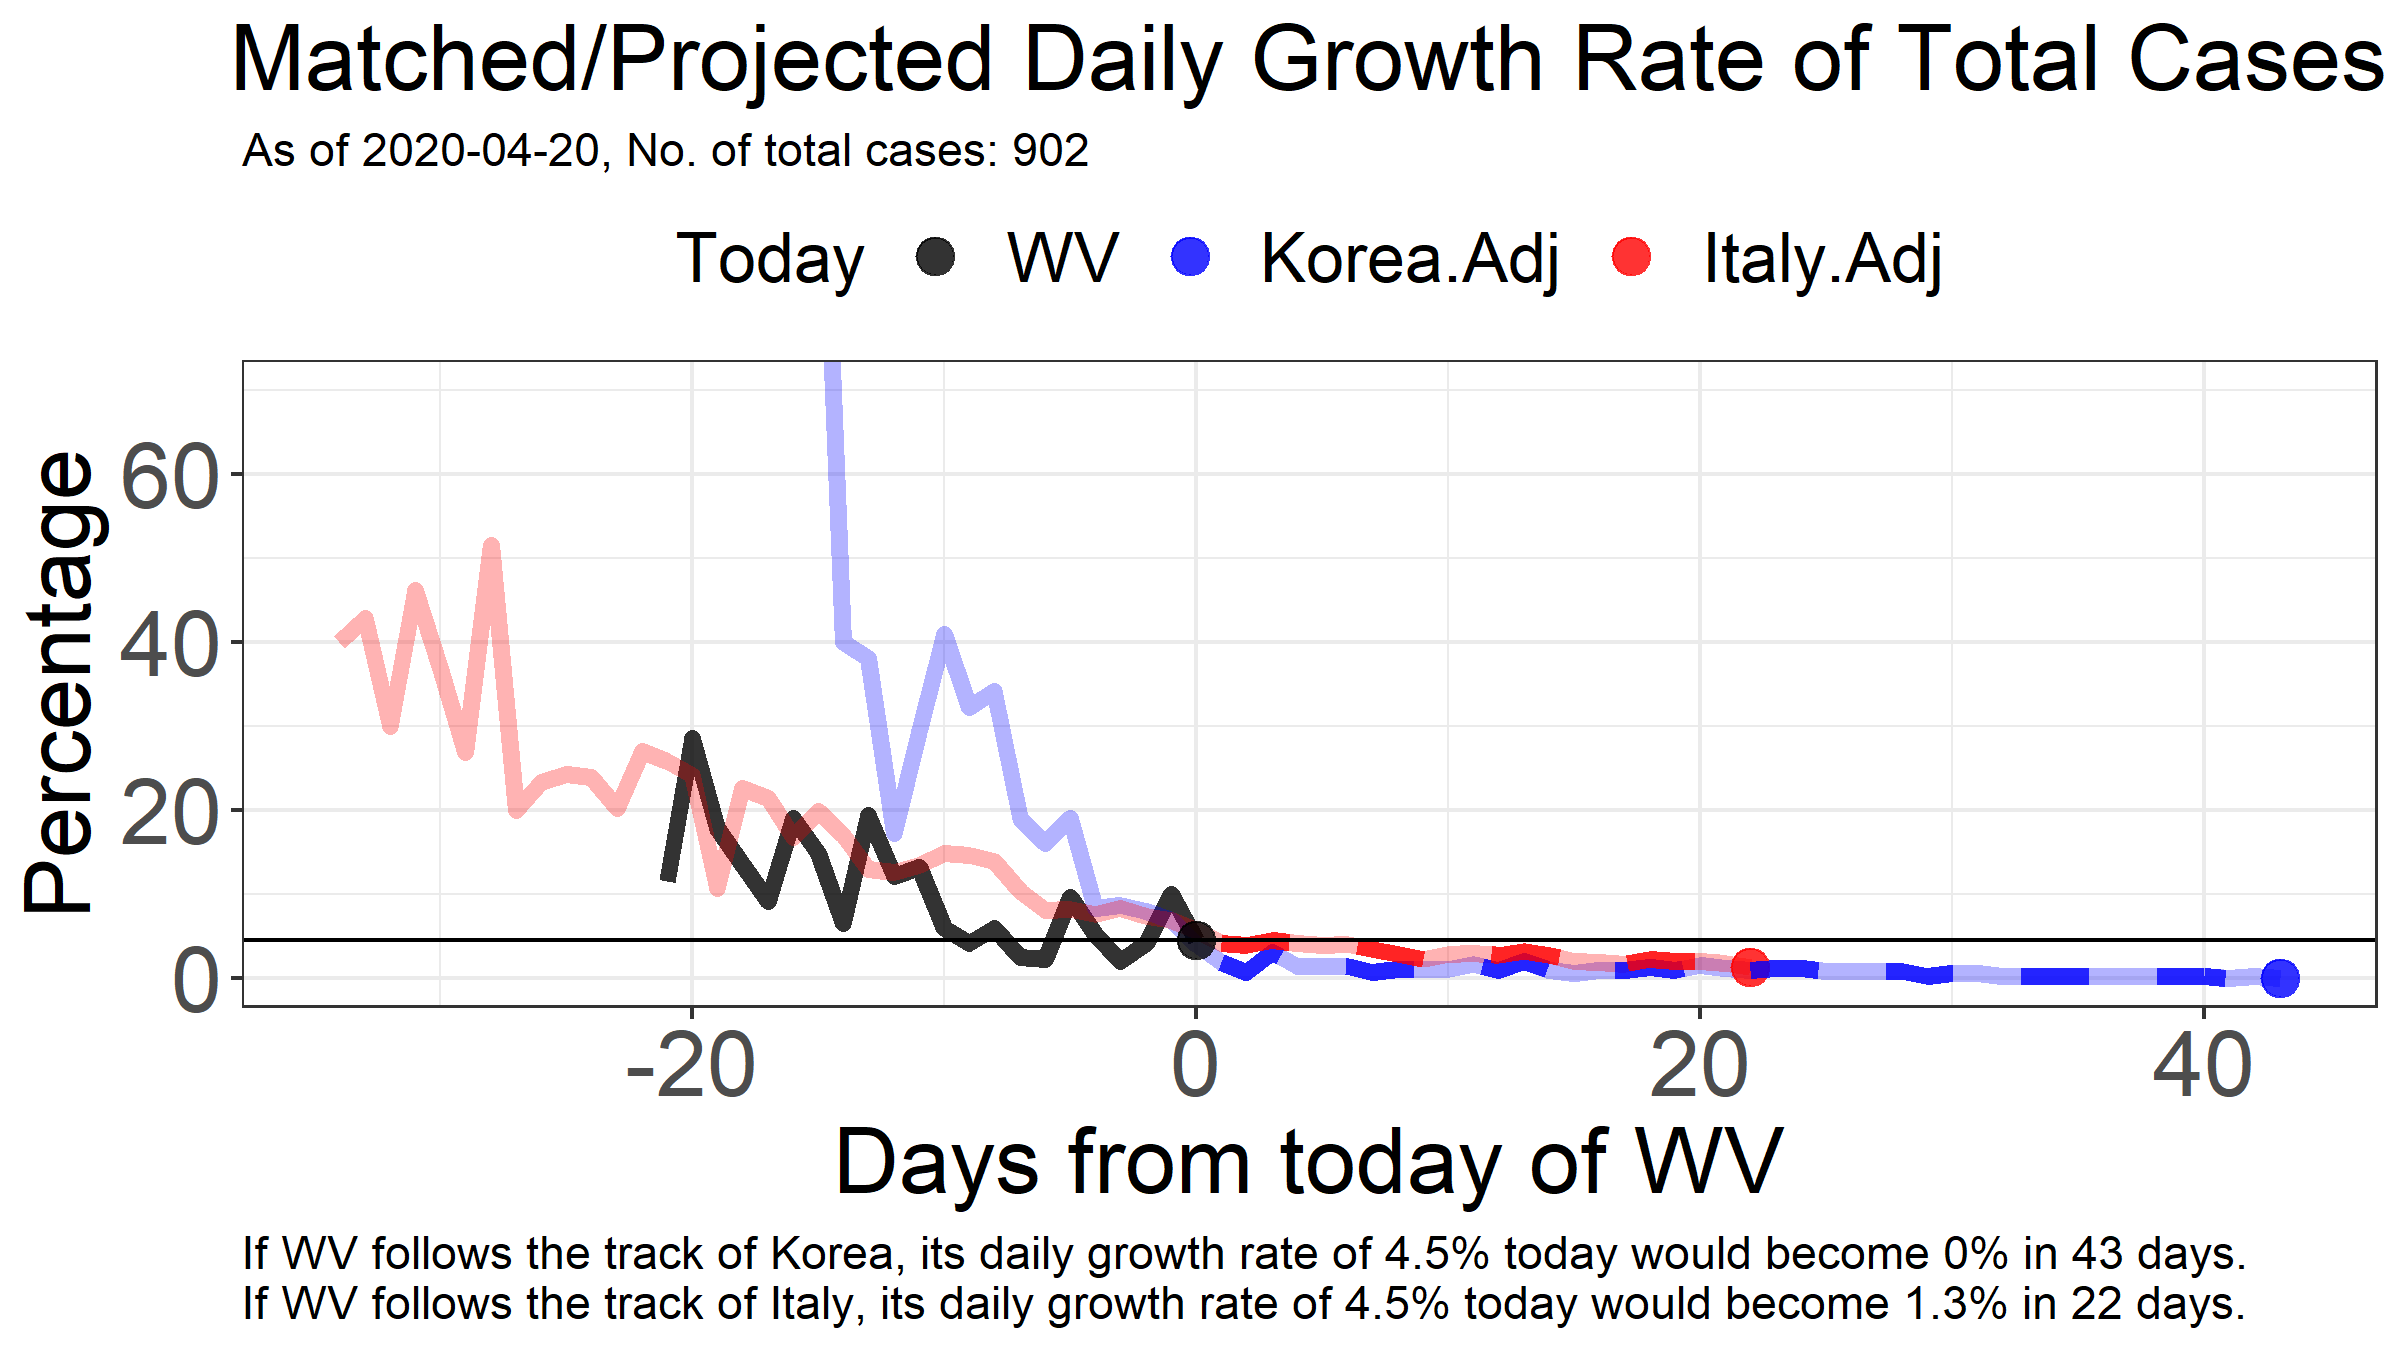 Matched/Projected Daily Growth Rate of Total Cases
As of 2020-04-20, No. of total cases: 902
Today WV Korea.Adj Italy.Adj
Percentage
60
40
20
0
-20 0 20 40
Days from today of WV
If WV follows the track of Korea, its daily growth rate of 4.5% today would become 0% in 43 days.
If WV follows the track of Italy, its daily growth rate of 4.5% today would become 1.3% in 22 days.